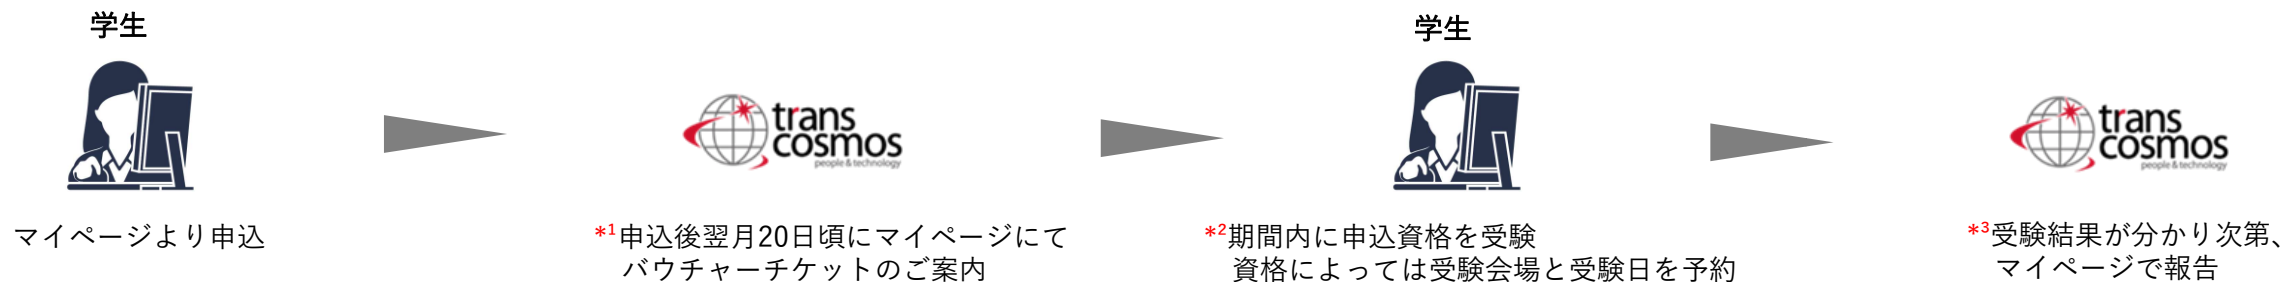 学生
マイページより申込
trans
cosmos
people & technology
*1申込後翌月20日頃にマイページにて
バウチャーチケットのご案内
学生
*2期間内に申込資格を受験
資格によっては受験会場と受験日を予約
trans
cosmos
people & technology
*3受験結果が分かり次第、
マイページで報告